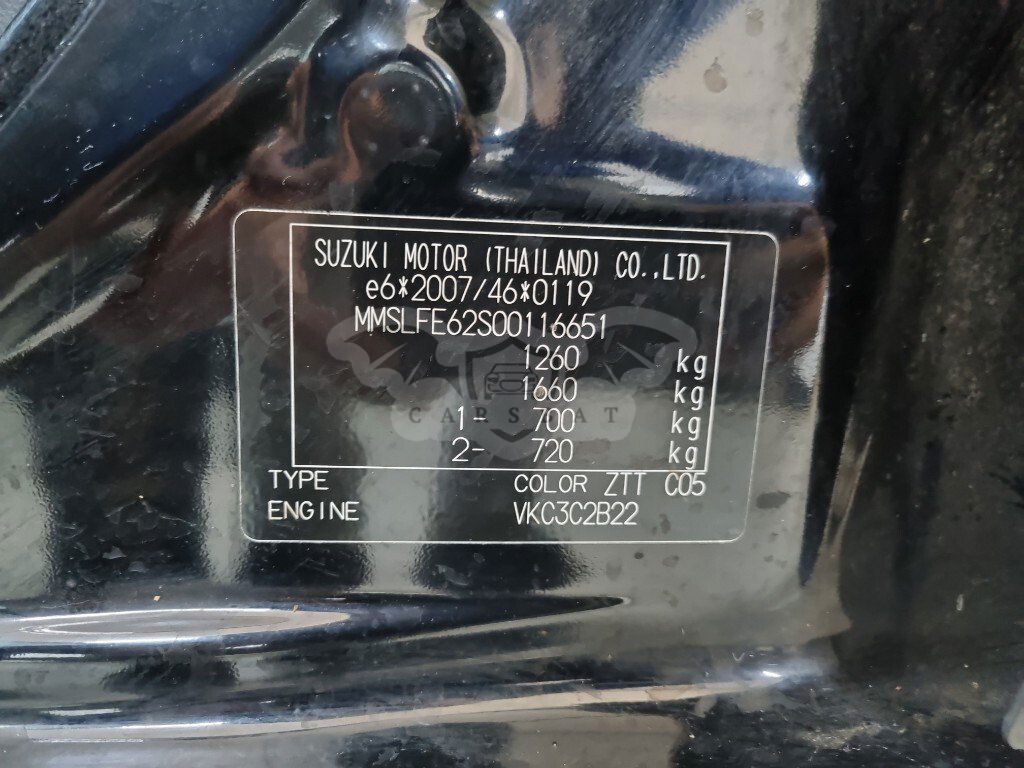 SUZUKI MOTOR (THAILAND) CO.,LTD.
e6*2007/46*0119
MMSLFE62S00116651
1260 kg
1660 kg
1- 700 kg
2- 720 kg
CARSCAT
TYPE COLOR ZTT C05
ENGINE VKC3C2B22